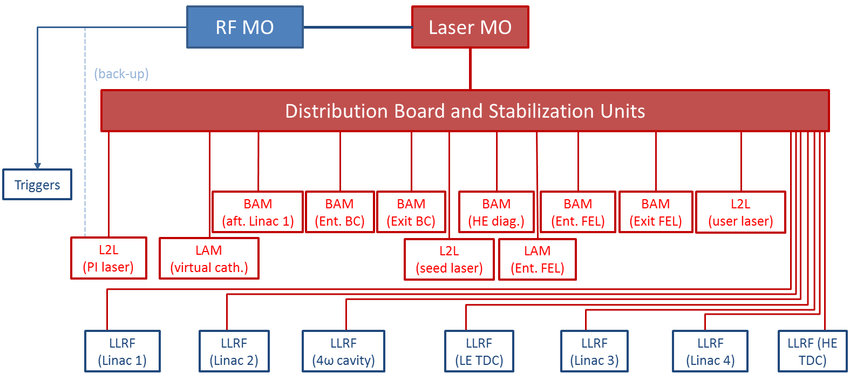 RF MO
Laser MO
(back-up)
Distribution Board and Stabilization Units
Triggers
BAM
(aft. Linac 1)
BAM
(Ent. BC)
BAM
(Exit BC)
BAM
(HE diag.)
BAM
(Ent. FEL)
BAM
(Exit FEL)
L2L
(user laser)
L2L
(PI laser)
LAM
(virtual cath.)
L2L
(seed laser)
LAM
(Ent. FEL)
LLRF
(Linac 1)
LLRF
(Linac 2)
LLRF
(4ω cavity)
LLRF
(LE TDC)
LLRF
(Linac 3)
LLRF
(Linac 4)
LLRF (HE
TDC)